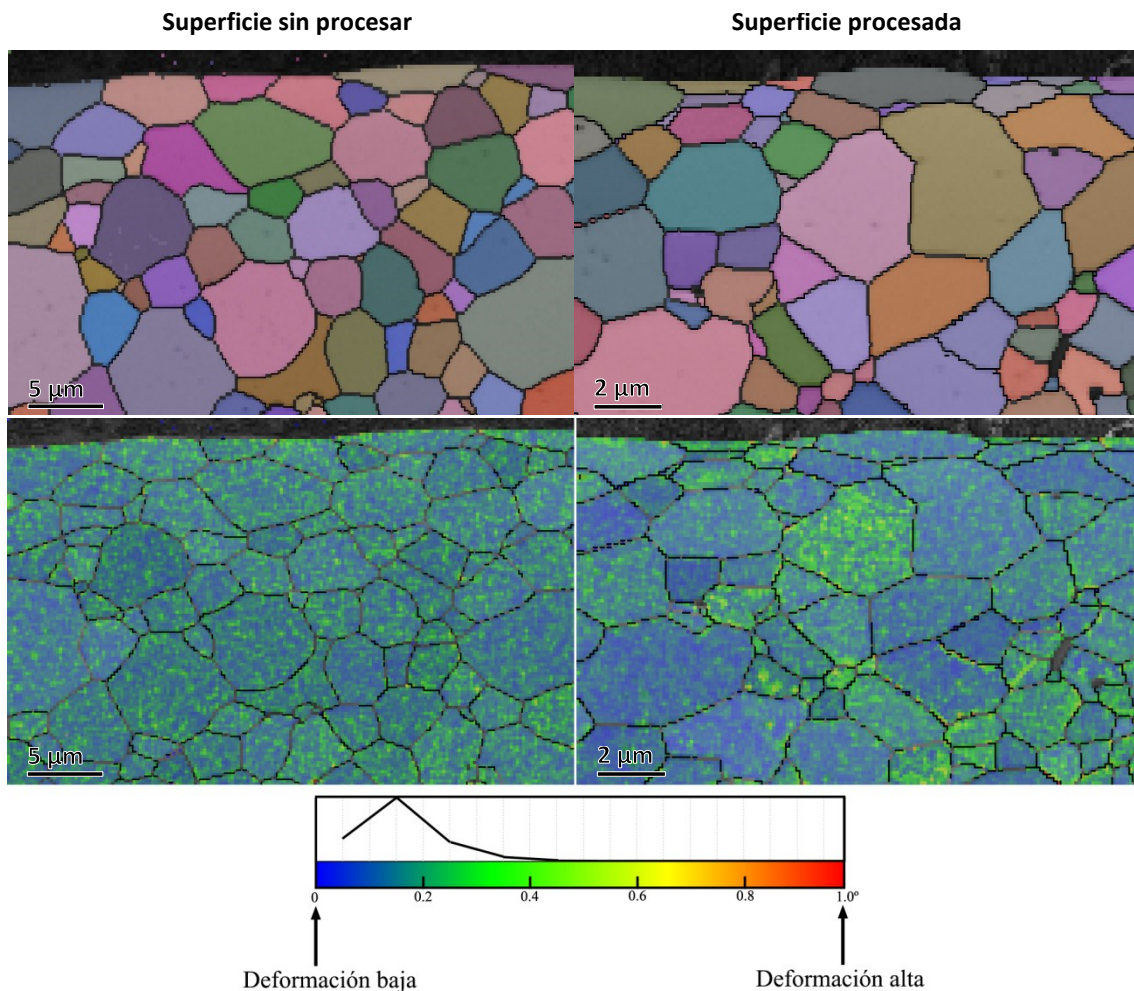 Superficie sin procesar
Superficie procesada
5 µm
2 µm
5 µm
2 µm
0 0.2 0.4 0.6 0.8 1.0º
Deformación baja
Deformación alta